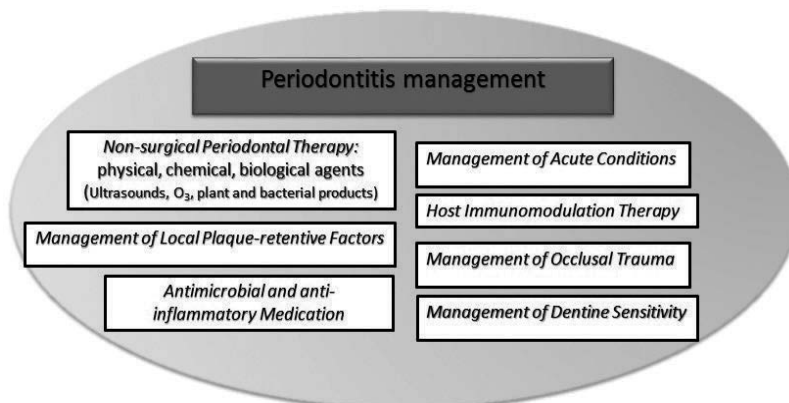 Periodontitis management
Non-surgical Periodontal Therapy:
physical, chemical, biological agents
(Ultrasounds, O₃, plant and bacterial products)
Management of Local Plaque-retentive Factors
Antimicrobial and anti-
inflammatory Medication
Management of Acute Conditions
Host Immunomodulation Therapy
Management of Occlusal Trauma
Management of Dentine Sensitivity